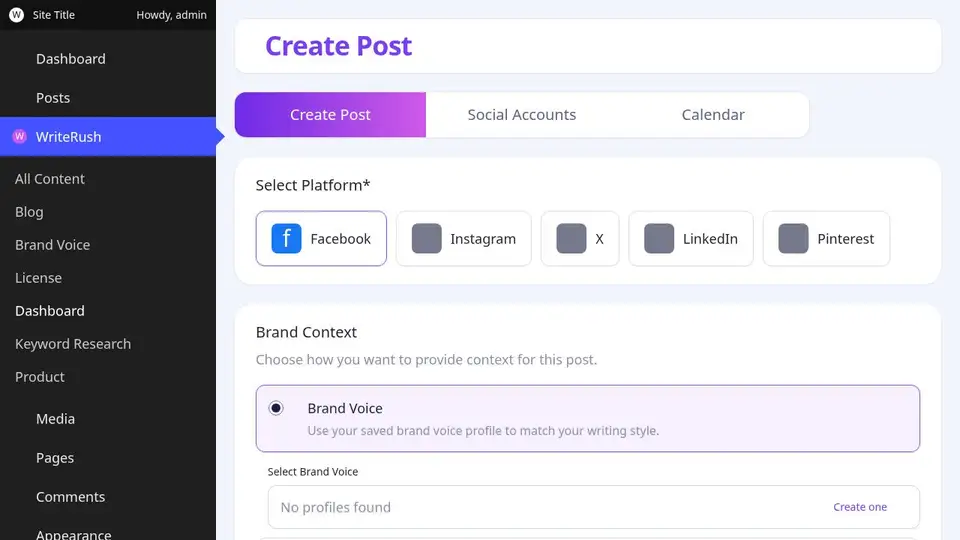 W Site Title Howdy, admin
Dashboard
Posts
W WriteRush
All Content
Blog
Brand Voice
License
Dashboard
Keyword Research
Product
Media
Pages
Comments
Appearance
Create Post
Create Post Social Accounts Calendar
Select Platform*
f Facebook Instagram X LinkedIn Pinterest
Brand Context
Choose how you want to provide context for this post.
Brand Voice
Use your saved brand voice profile to match your writing style.
Select Brand Voice
No profiles found Create one